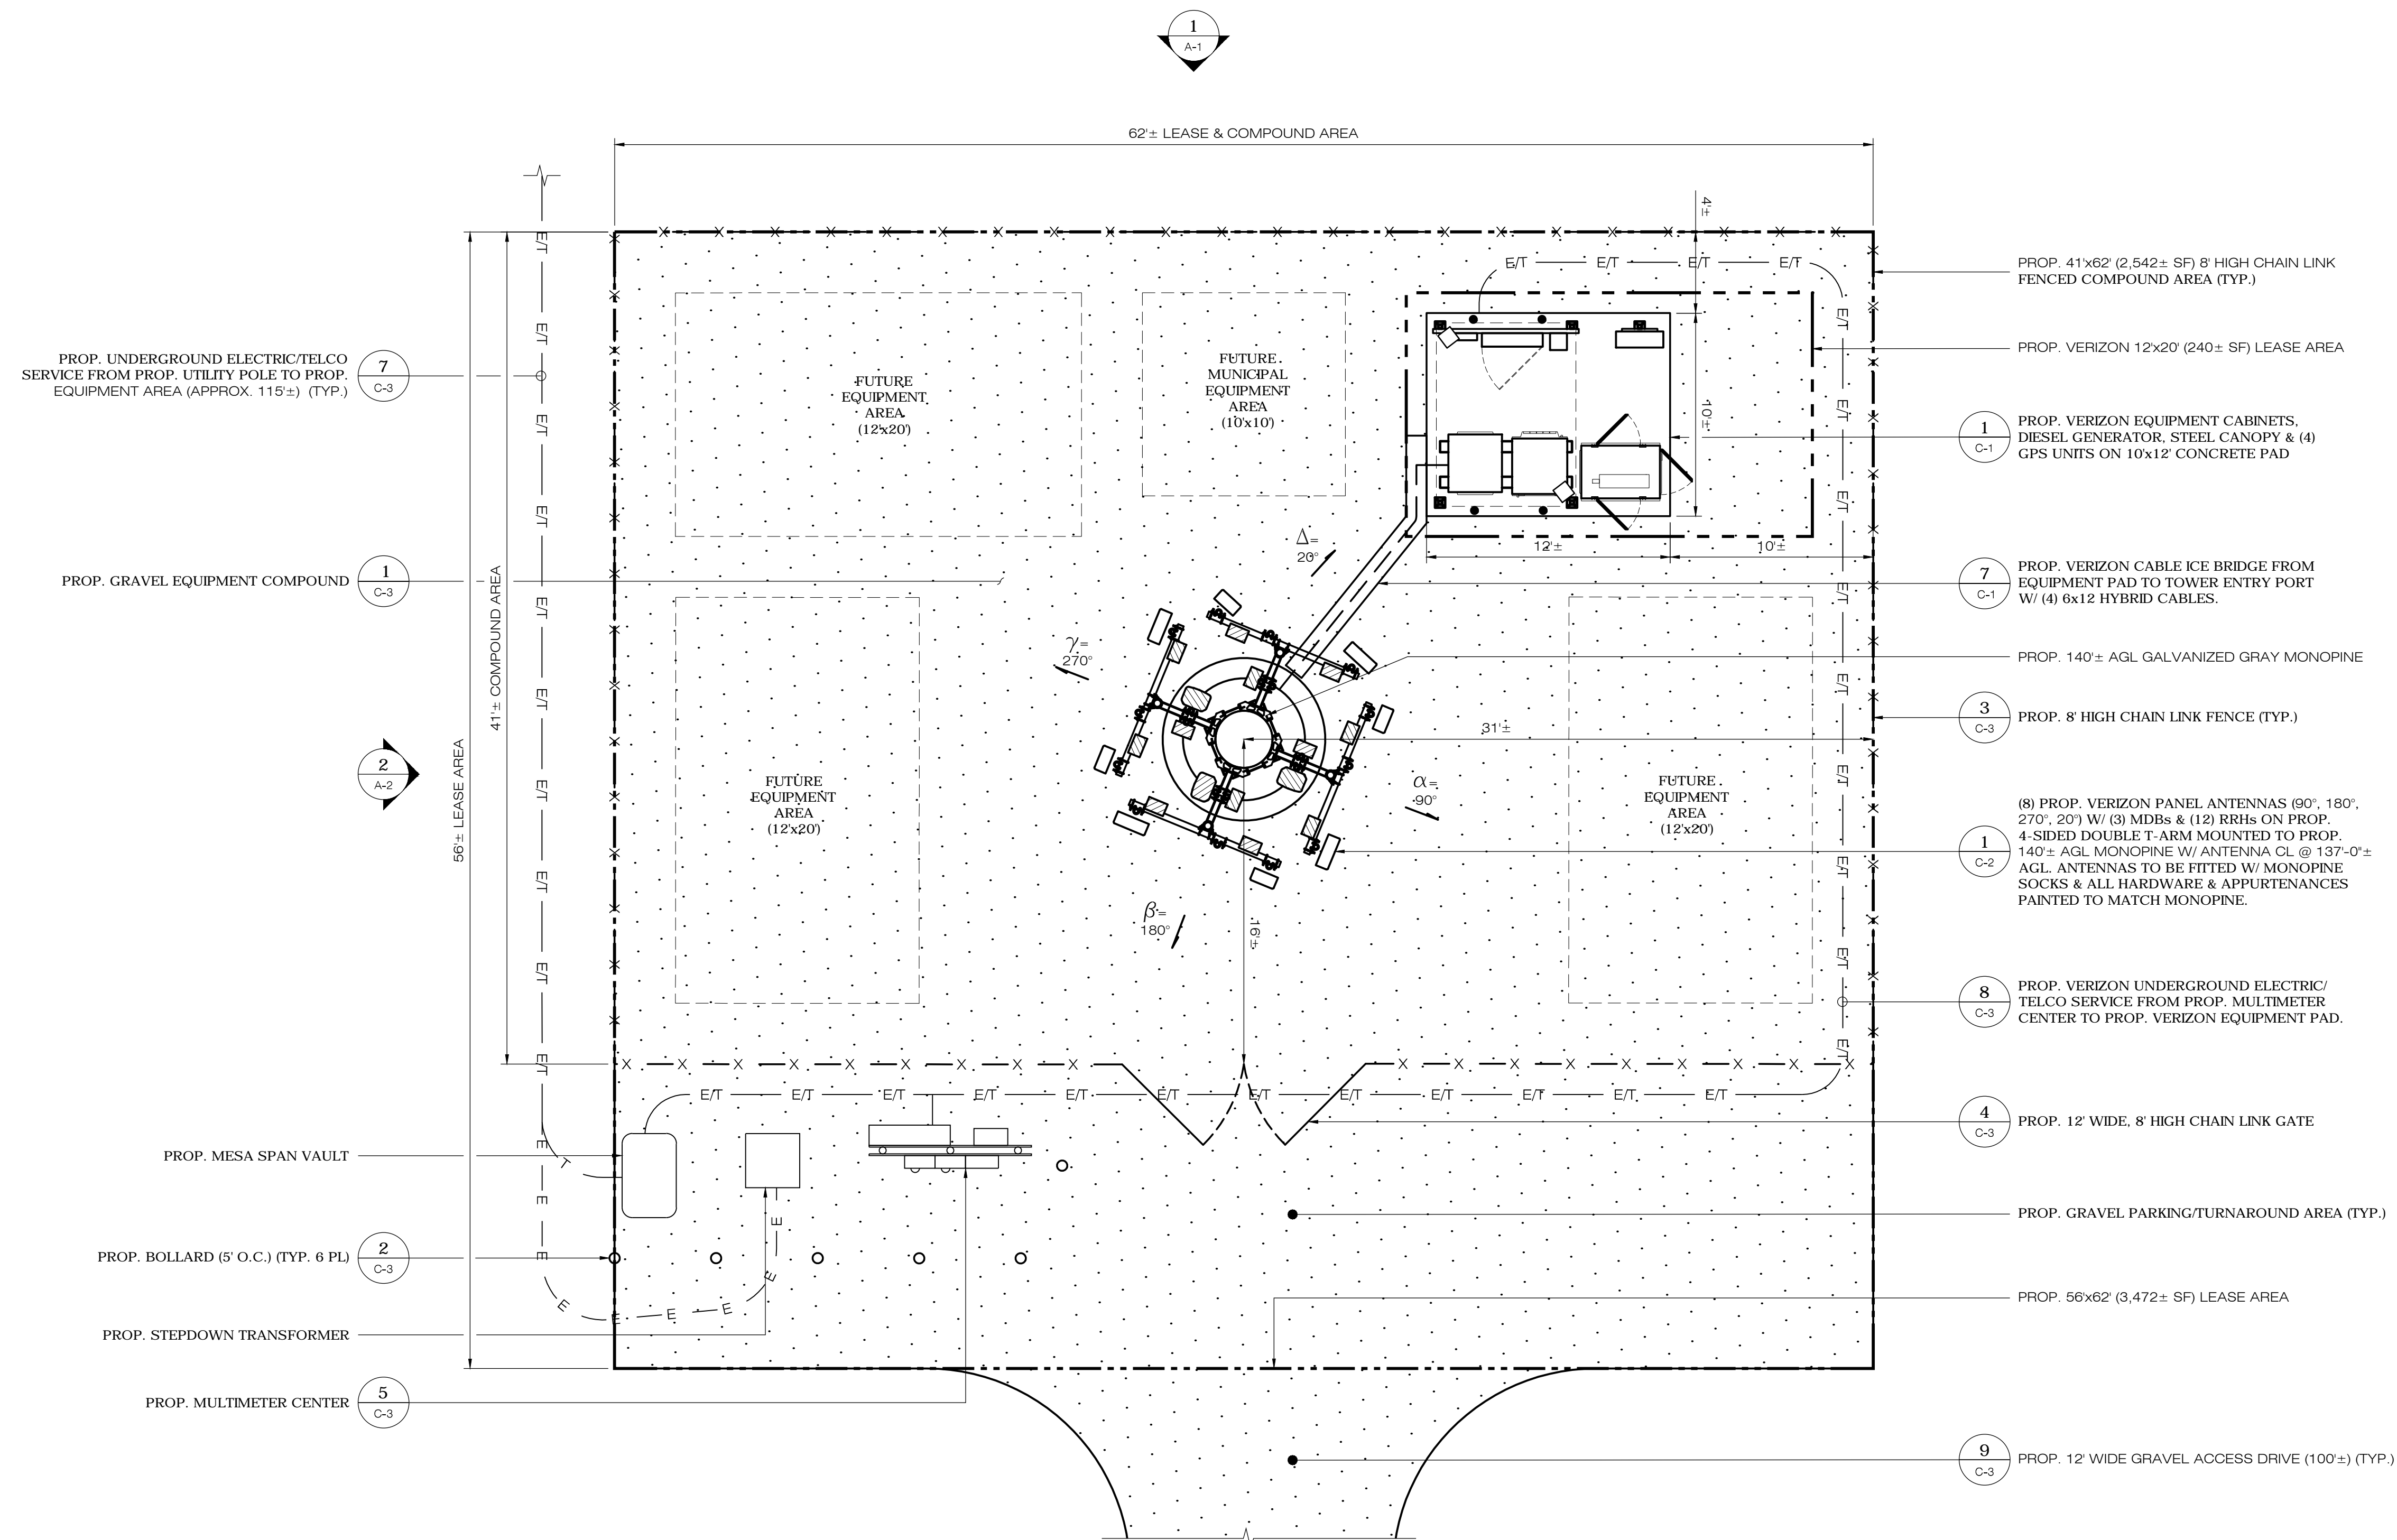 1
A-1
62'± LEASE & COMPOUND AREA
4'±
E/T E/T E/T E/T
PROP. 41'x62' (2,542± SF) 8' HIGH CHAIN LINK
FENCED COMPOUND AREA (TYP.)
PROP. VERIZON 12'x20' (240± SF) LEASE AREA
PROP. UNDERGROUND ELECTRIC/TELCO
SERVICE FROM PROP. UTILITY POLE TO PROP.
EQUIPMENT AREA (APPROX. 115'±) (TYP.)
7
C-3
FUTURE
EQUIPMENT
AREA
(12'x20')
FUTURE
MUNICIPAL
EQUIPMENT
AREA
(10'x10')
10'±
1
C-1
PROP. VERIZON EQUIPMENT CABINETS,
DIESEL GENERATOR, STEEL CANOPY & (4)
GPS UNITS ON 10'x12' CONCRETE PAD
12'±
10'±
Δ=
20°
PROP. GRAVEL EQUIPMENT COMPOUND
1
C-3
7
C-1
PROP. VERIZON CABLE ICE BRIDGE FROM
EQUIPMENT PAD TO TOWER ENTRY PORT
W/ (4) 6x12 HYBRID CABLES.
41'± COMPOUND AREA
γ=
270°
PROP. 140'± AGL GALVANIZED GRAY MONOPINE
3
C-3
PROP. 8' HIGH CHAIN LINK FENCE (TYP.)
31'±
2
A-2
56'± LEASE AREA
FUTURE
EQUIPMENT
AREA
(12'x20')
α=
90°
FUTURE
EQUIPMENT
AREA
(12'x20')
1
C-2
(8) PROP. VERIZON PANEL ANTENNAS (90°, 180°,
270°, 20°) W/ (3) MDBs & (12) RRHs ON PROP.
4-SIDED DOUBLE T-ARM MOUNTED TO PROP.
140'± AGL MONOPINE W/ ANTENNA CL @ 137'-0"±
AGL. ANTENNAS TO BE FITTED W/ MONOPINE
SOCKS & ALL HARDWARE & APPURTENANCES
PAINTED TO MATCH MONOPINE.
β=
180°
16'±
8
C-3
PROP. VERIZON UNDERGROUND ELECTRIC/
TELCO SERVICE FROM PROP. MULTIMETER
CENTER TO PROP. VERIZON EQUIPMENT PAD.
X X X X X X X X X X X X X X X X X X
E/T E/T E/T E/T E/T E/T E/T E/T E/T E/T E/T E/T
4
C-3
PROP. 12' WIDE, 8' HIGH CHAIN LINK GATE
PROP. MESA SPAN VAULT
T
E
PROP. GRAVEL PARKING/TURNAROUND AREA (TYP.)
PROP. BOLLARD (5' O.C.) (TYP. 6 PL)
2
C-3
E E E E
PROP. 56'x62' (3,472± SF) LEASE AREA
PROP. STEPDOWN TRANSFORMER
PROP. MULTIMETER CENTER
5
C-3
9
C-3
PROP. 12' WIDE GRAVEL ACCESS DRIVE (100'±) (TYP.)